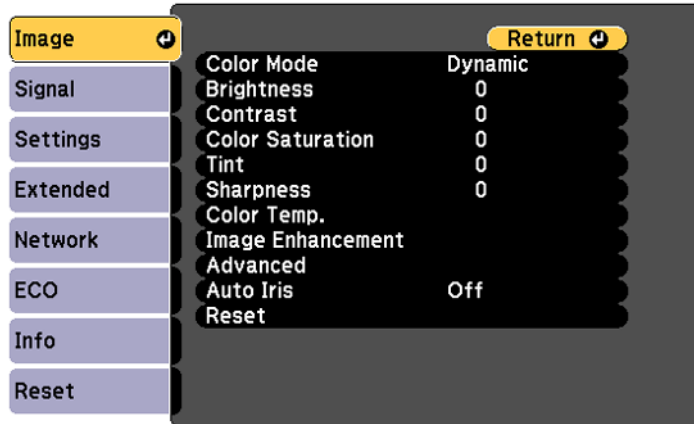 Image
Signal
Settings
Extended
Network
ECO
Info
Reset
Return
Color Mode Dynamic
Brightness 0
Contrast 0
Color Saturation 0
Tint 0
Sharpness 0
Color Temp.
Image Enhancement
Advanced
Auto Iris Off
Reset